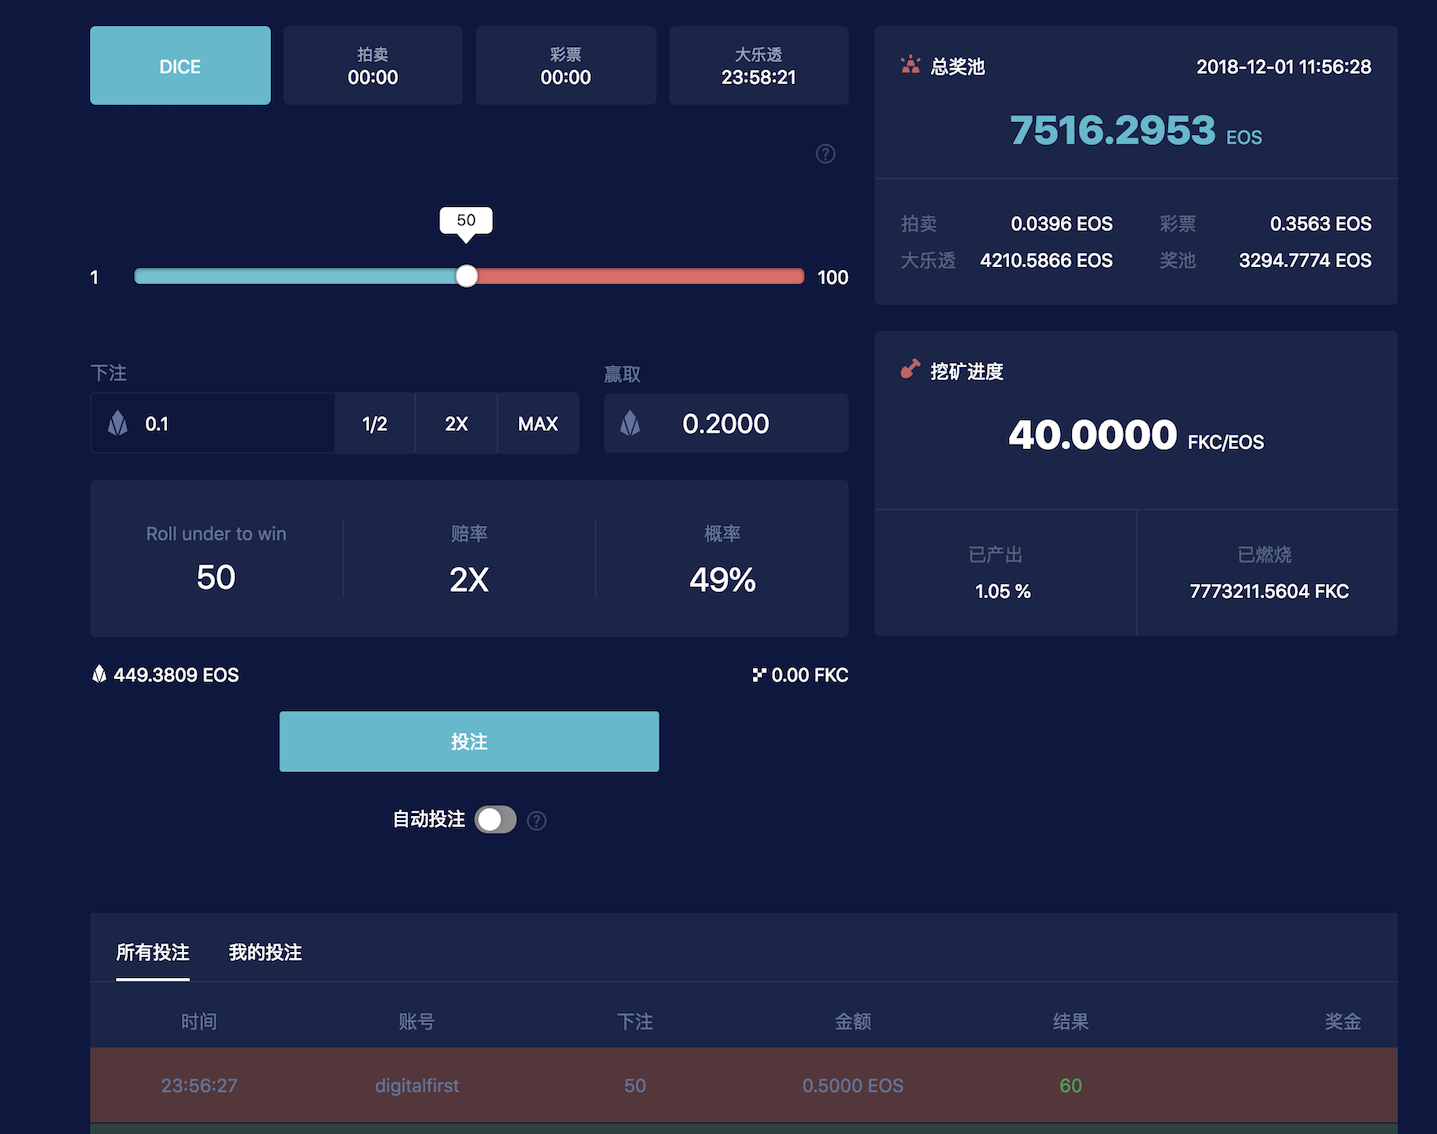 DICE
拍卖
00:00
彩票
00:00
大乐透
23:58:21
?
50
1
100
下注
0.1
1/2
2X
MAX
赢取
0.2000
Roll under to win
50
赔率
2X
概率
49%
449.3809 EOS
0.00 FKC
投注
自动投注
?
总奖池
2018-12-01 11:56:28
7516.2953 EOS
拍卖 0.0396 EOS 彩票 0.3563 EOS
大乐透 4210.5866 EOS 奖池 3294.7774 EOS
挖矿进度
40.0000 FKC/EOS
已产出
1.05 %
已燃烧
7773211.5604 FKC
所有投注 我的投注
时间 账号 下注 金额 结果 奖金
23:56:27 digitalfirst 50 0.5000 EOS 60